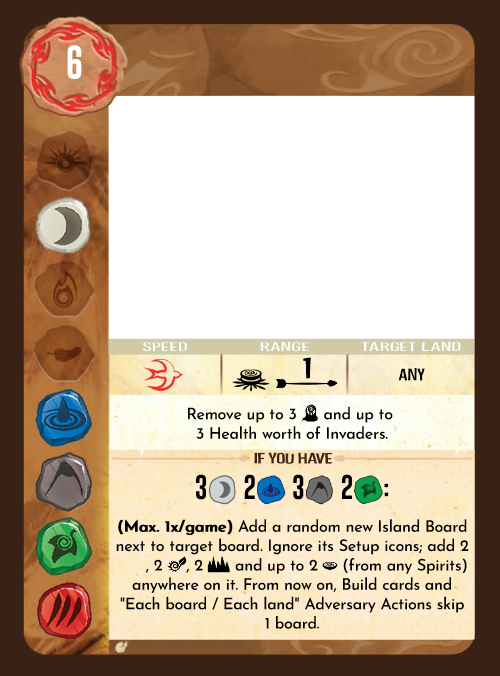 6
SPEED RANGE TARGET LAND
1 ANY
Remove up to 3 and up to
3 Health worth of Invaders.
IF YOU HAVE
3 2 3 2 :
(Max. 1x/game) Add a random new Island Board
next to target board. Ignore its Setup icons; add 2
, 2 , 2 and up to 2 (from any Spirits)
anywhere on it. From now on, Build cards and
"Each board / Each land" Adversary Actions skip
1 board.